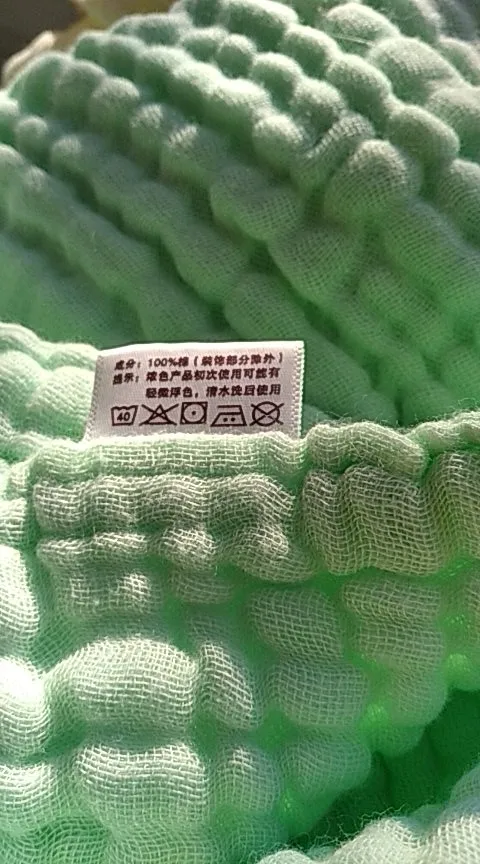 成分：100%棉（装饰部分除外）
提示：浓色产品初次使用可能有
轻微浮色，清水洗后使用
40